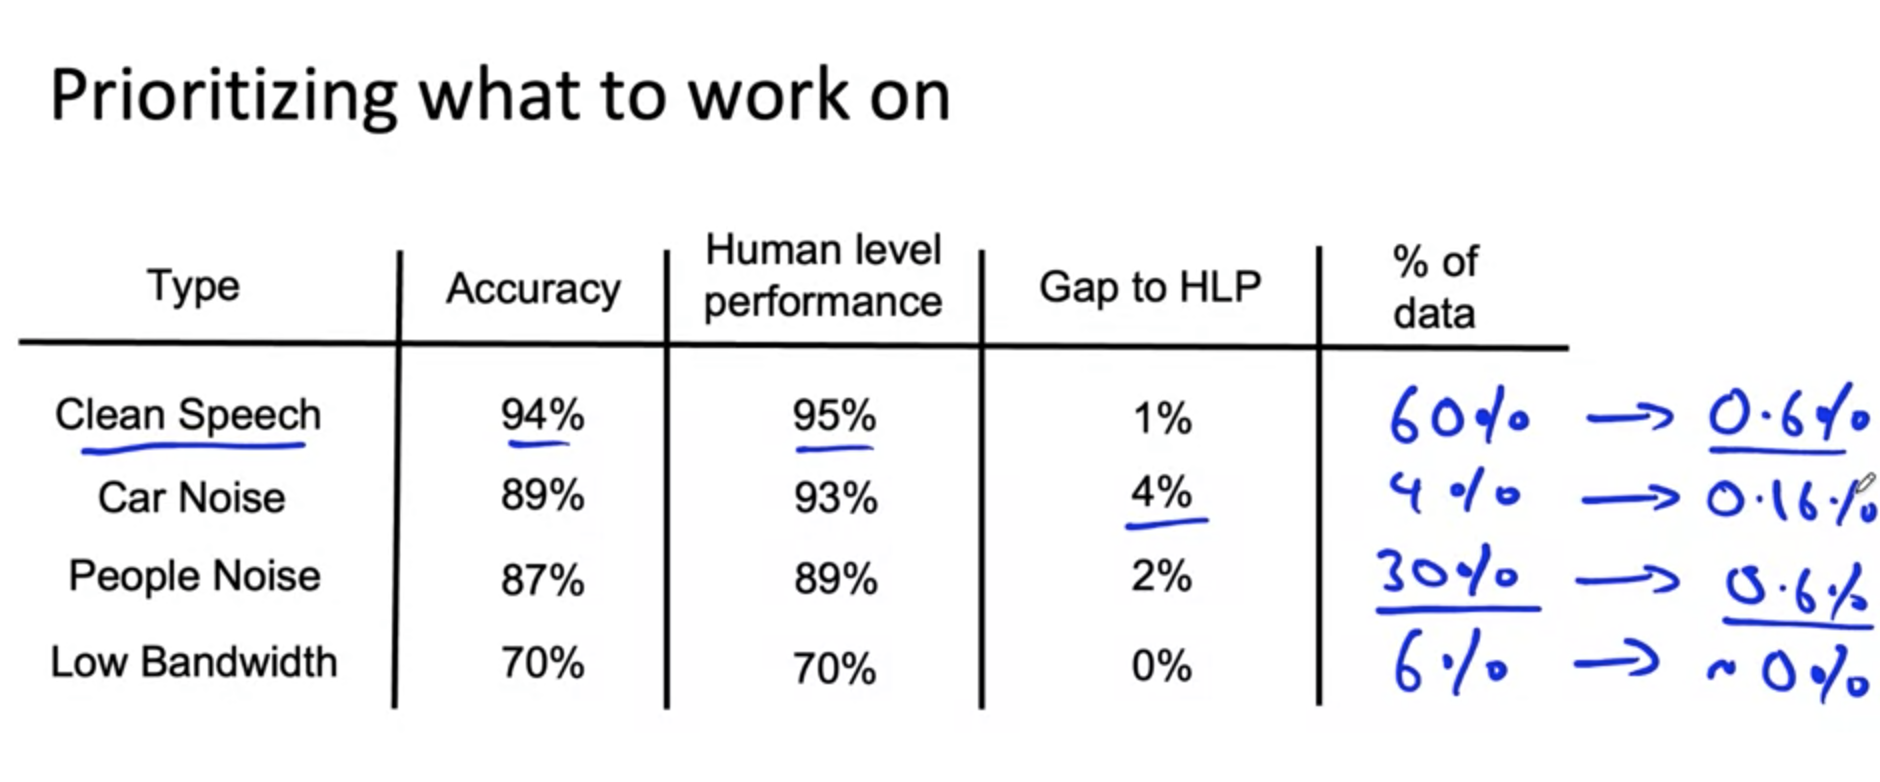 Prioritizing what to work on
Type Accuracy Human level performance Gap to HLP % of data
Clean Speech 94% 95% 1% 60% → 0.6%
Car Noise 89% 93% 4% 4% → 0.16%
People Noise 87% 89% 2% 30% → 0.6%
Low Bandwidth 70% 70% 0% 6% → ~0%